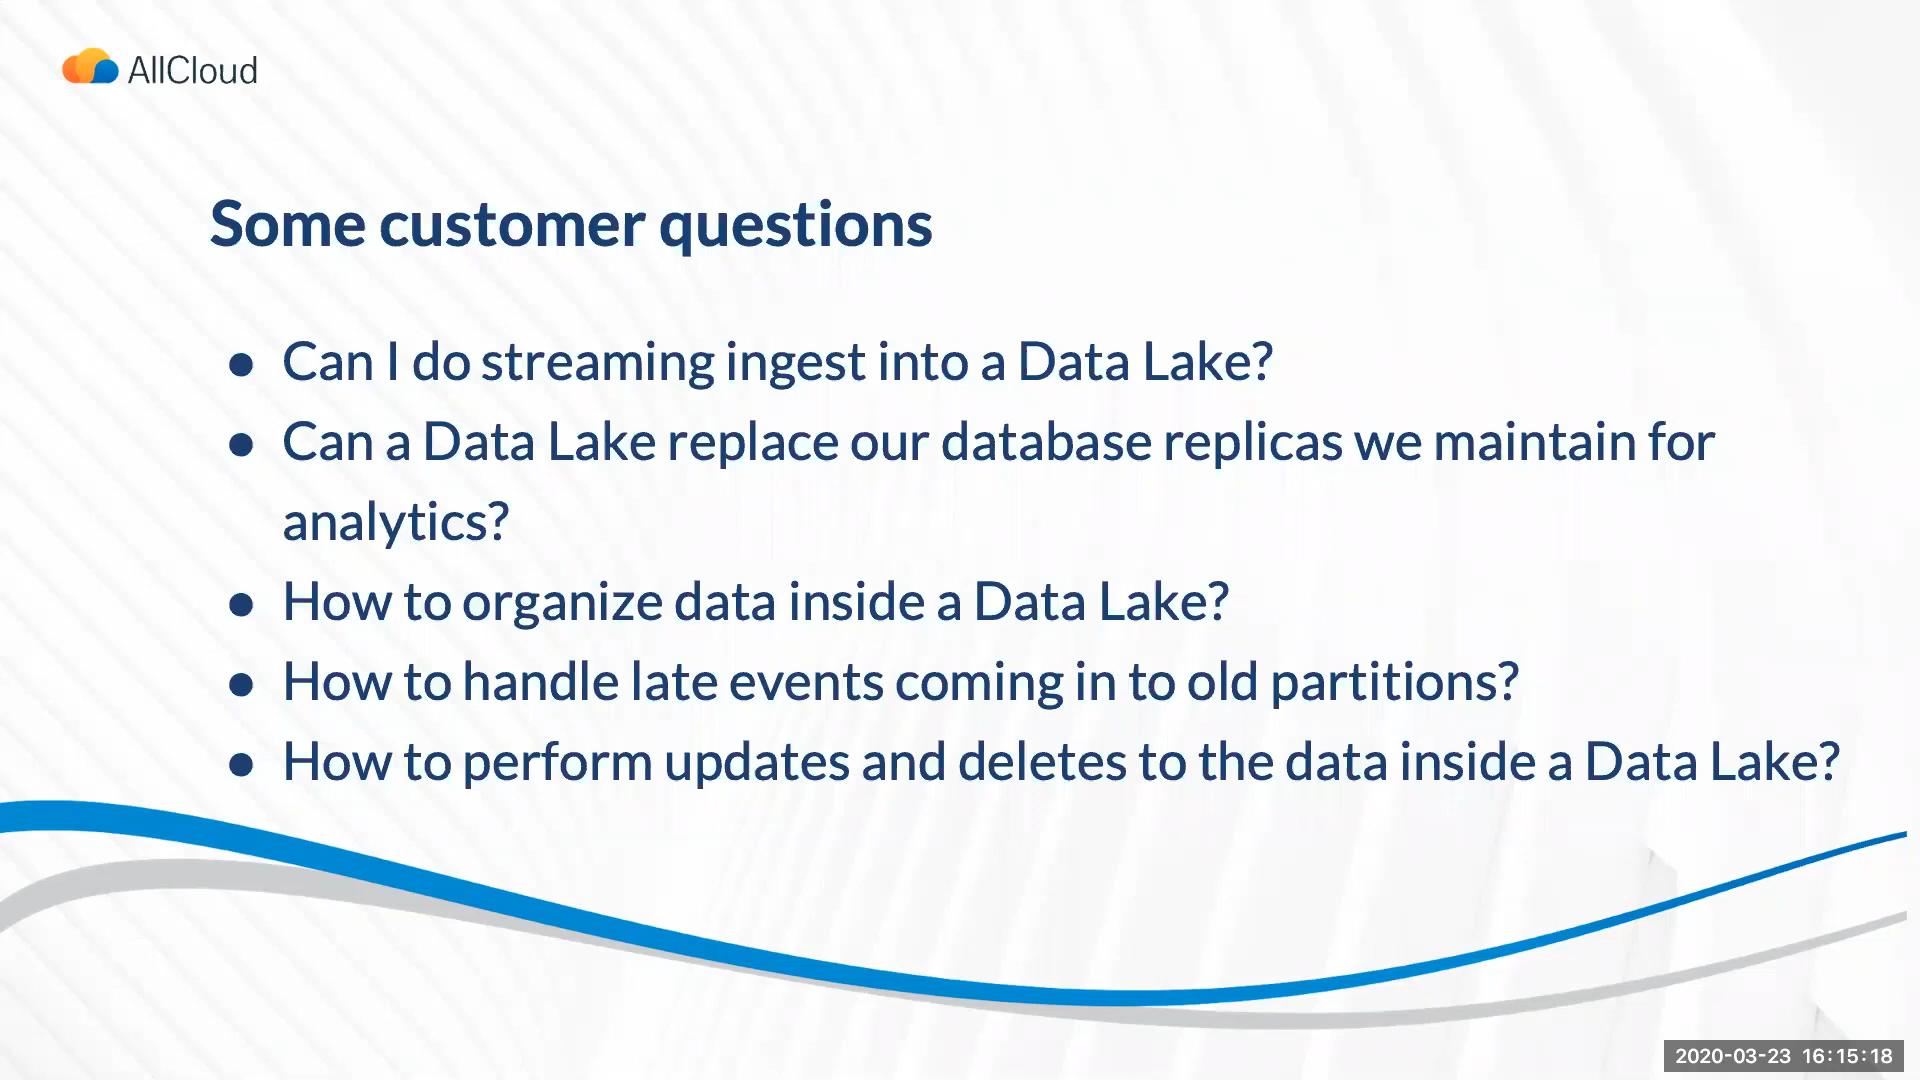 AllCloud
Some customer questions
● Can I do streaming ingest into a Data Lake?
● Can a Data Lake replace our database replicas we maintain for
analytics?
● How to organize data inside a Data Lake?
● How to handle late events coming in to old partitions?
● How to perform updates and deletes to the data inside a Data Lake?
2020-03-23 16:15:18